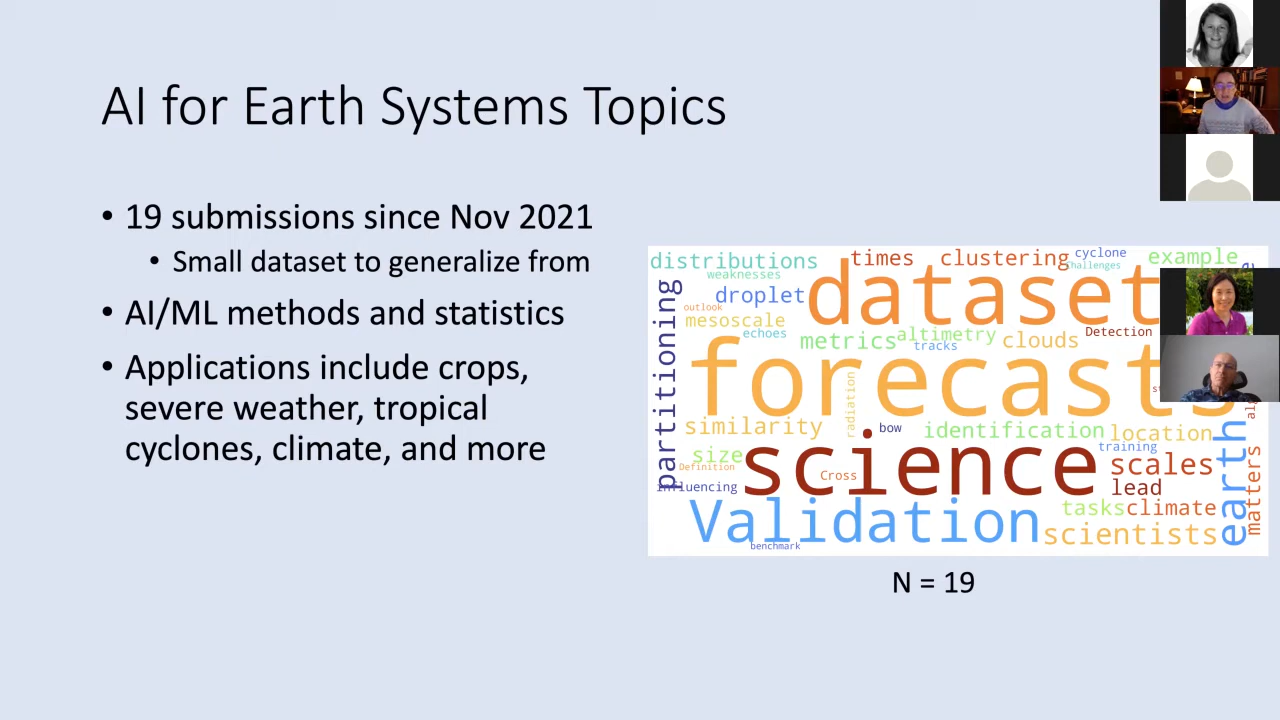 AI for Earth Systems Topics
• 19 submissions since Nov 2021
• Small dataset to generalize from
• AI/ML methods and statistics
• Applications include crops,
severe weather, tropical
cyclones, climate, and more
distributions
times
clustering
cyclone
example
weaknesses
Challenges
droplet
dataset
outlook
mesoscale
echoes
metrics
altimetry
tracks
clouds
Detection
partitioning
forecasts
radiation
similarity
bow
identification
location
size
training
Definition
science
Cross
scales
influencing
lead
earth
matters
Validation
tasks
climate
scientists
benchmark
N = 19